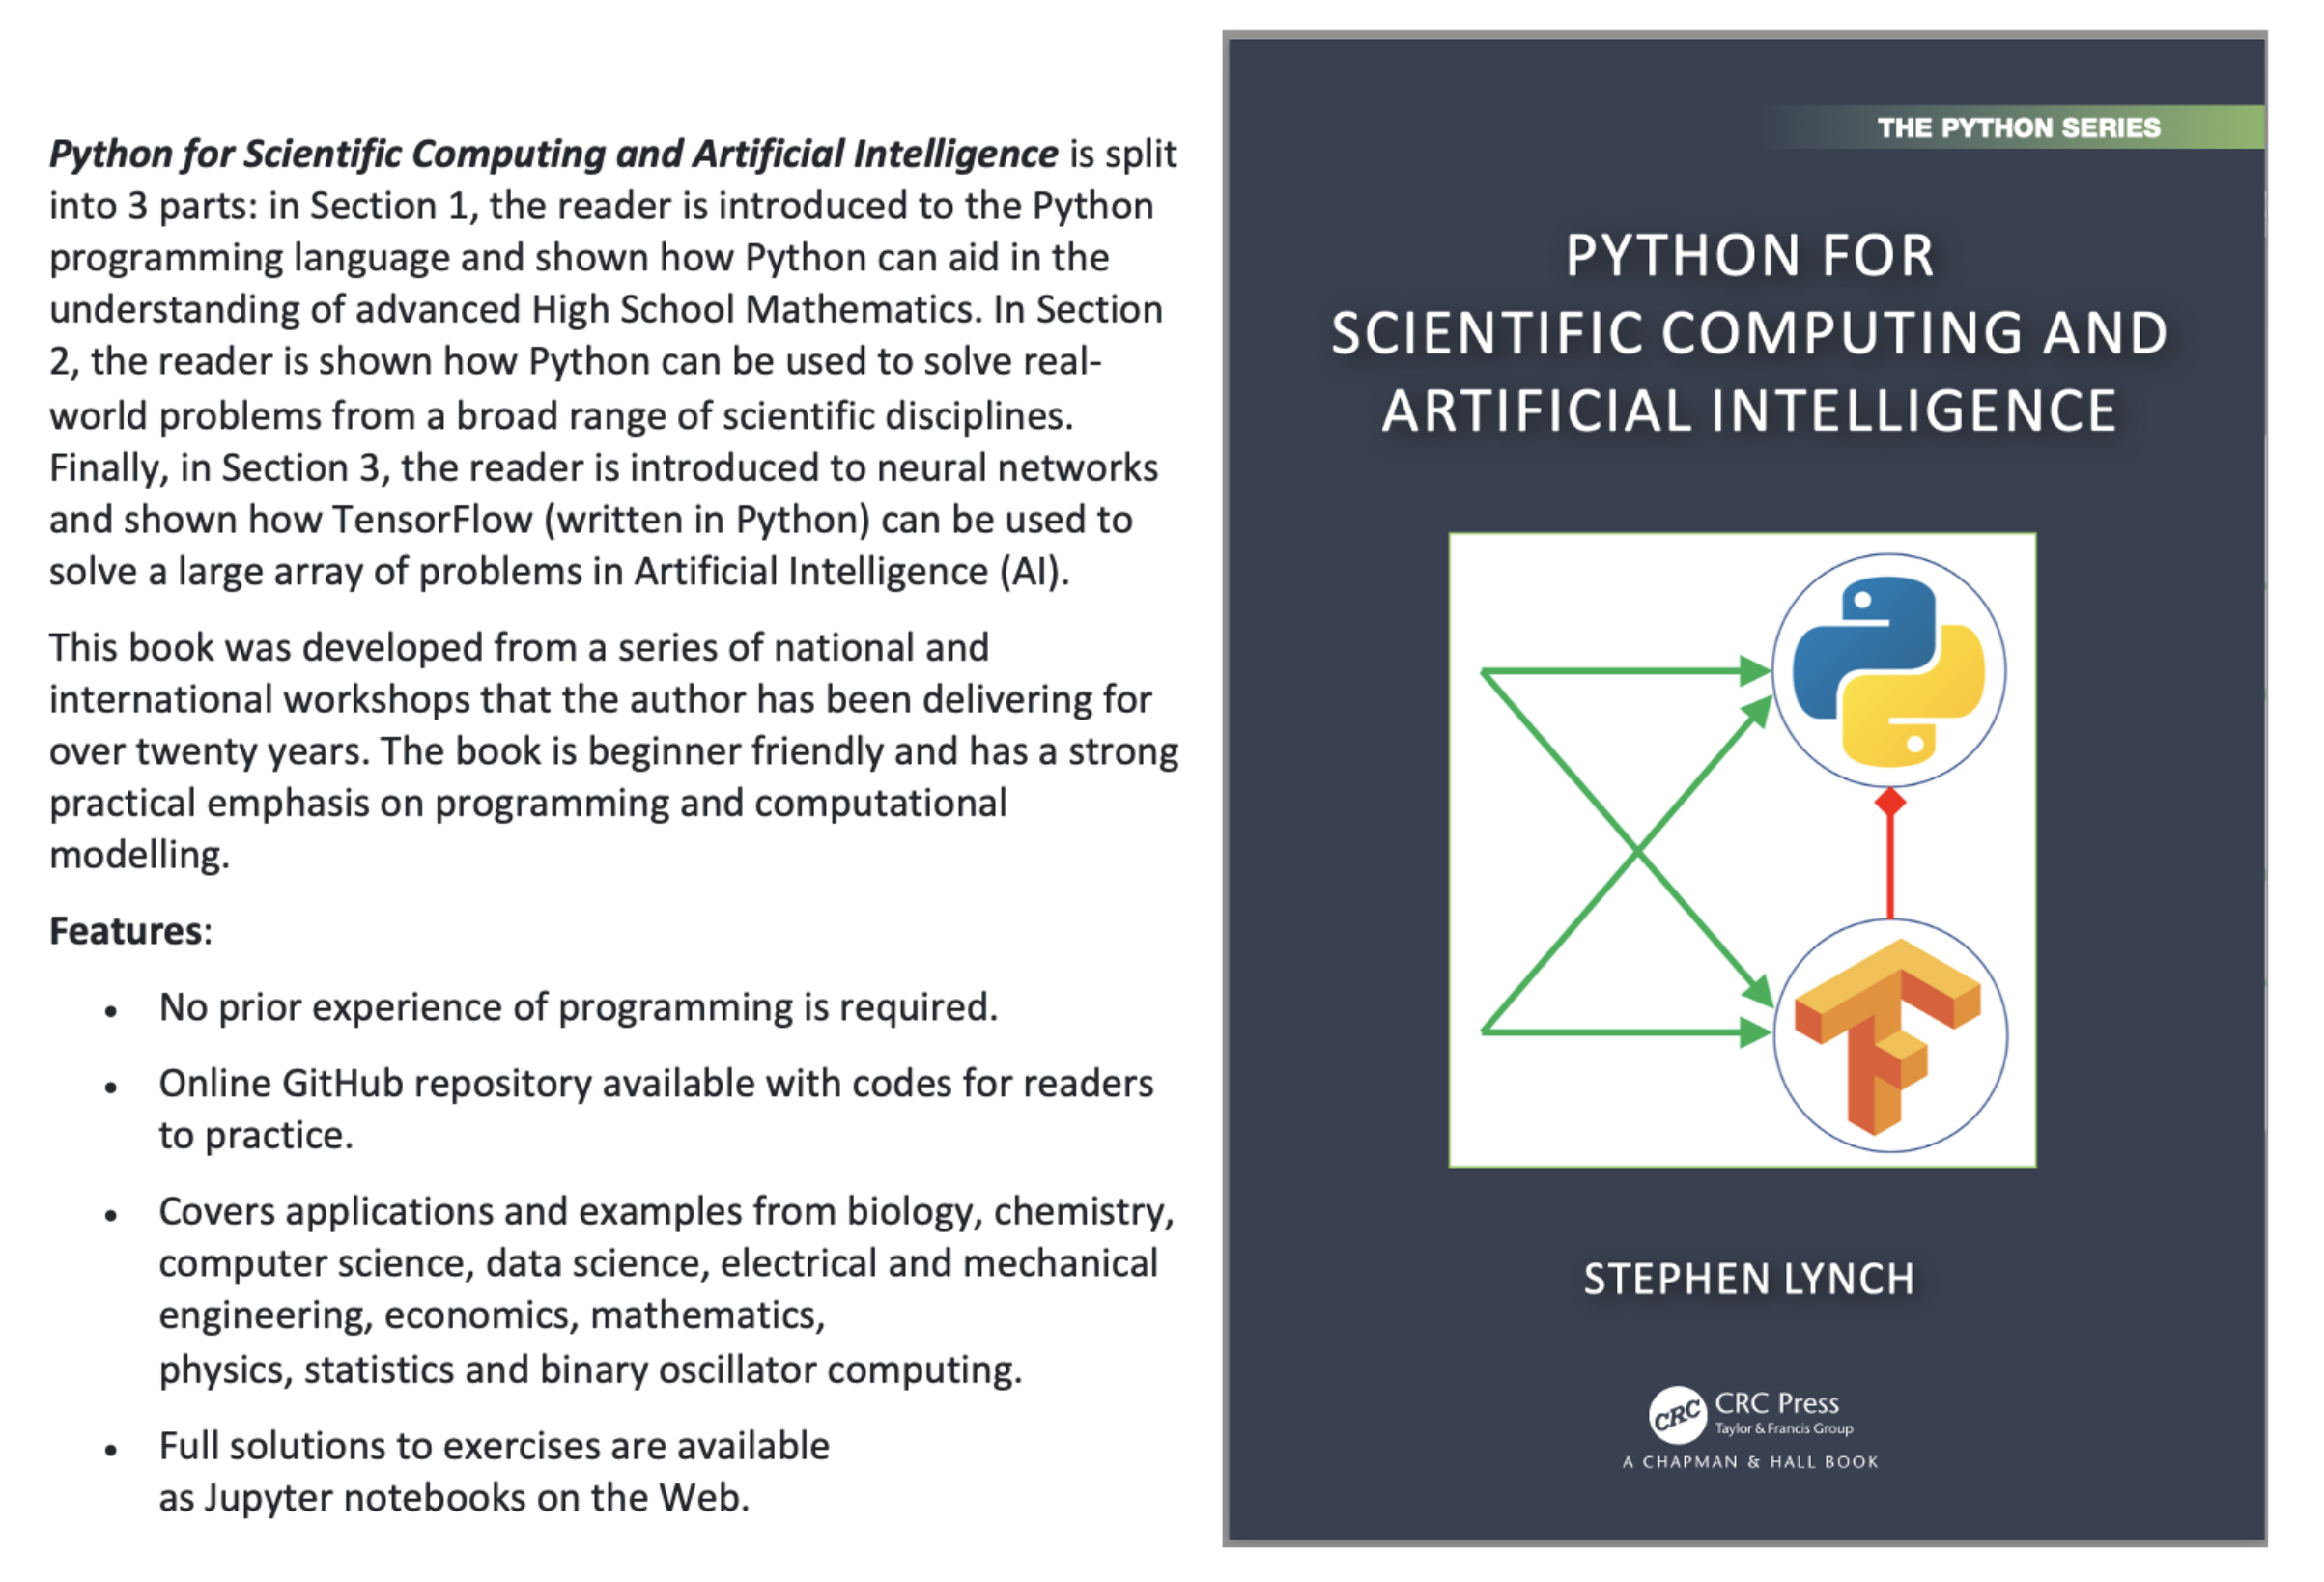 Python for Scientific Computing and Artificial Intelligence is split
into 3 parts: in Section 1, the reader is introduced to the Python
programming language and shown how Python can aid in the
understanding of advanced High School Mathematics. In Section
2, the reader is shown how Python can be used to solve real-
world problems from a broad range of scientific disciplines.
Finally, in Section 3, the reader is introduced to neural networks
and shown how TensorFlow (written in Python) can be used to
solve a large array of problems in Artificial Intelligence (AI).
This book was developed from a series of national and
international workshops that the author has been delivering for
over twenty years. The book is beginner friendly and has a strong
practical emphasis on programming and computational
modelling.
Features:
• No prior experience of programming is required.
• Online GitHub repository available with codes for readers
to practice.
• Covers applications and examples from biology, chemistry,
computer science, data science, electrical and mechanical
engineering, economics, mathematics,
physics, statistics and binary oscillator computing.
• Full solutions to exercises are available
as Jupyter notebooks on the Web.
THE PYTHON SERIES
PYTHON FOR
SCIENTIFIC COMPUTING AND
ARTIFICIAL INTELLIGENCE
STEPHEN LYNCH
CRC
CRC Press
Taylor & Francis Group
A CHAPMAN & HALL BOOK